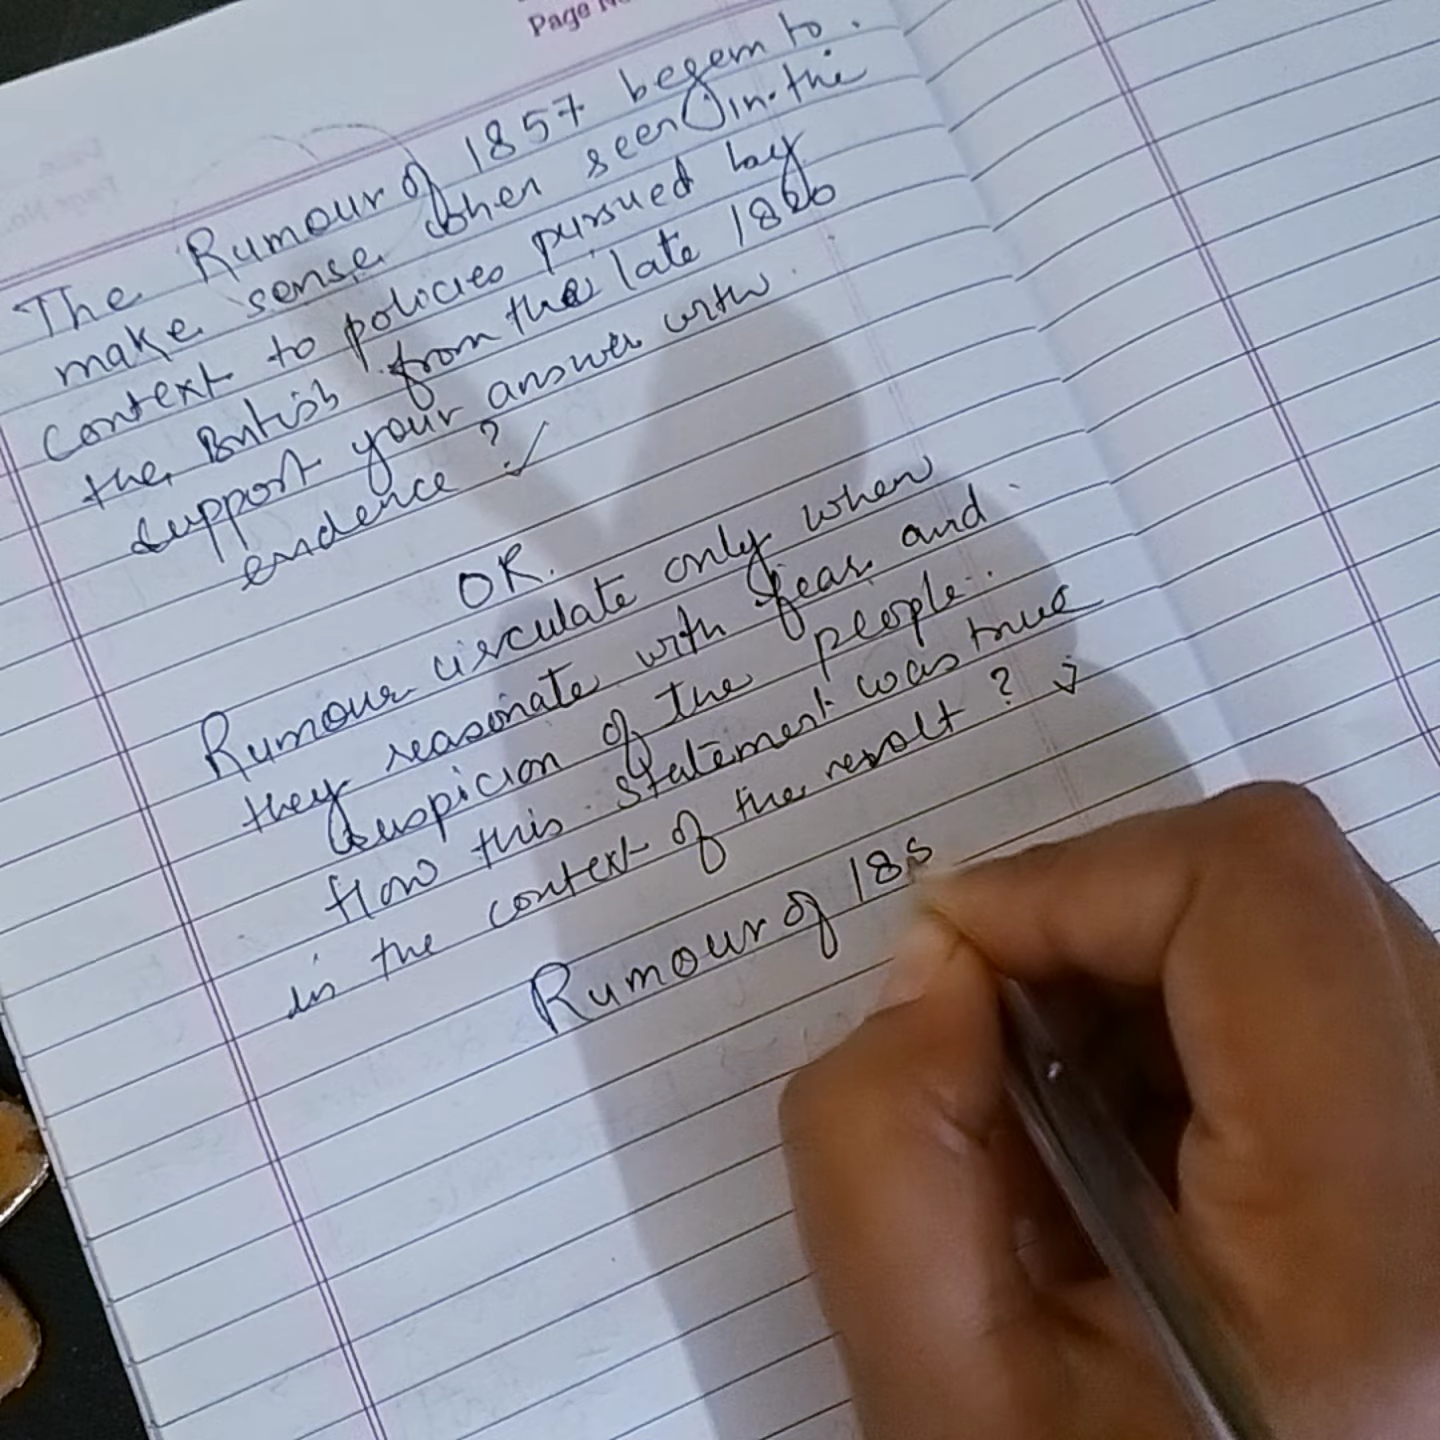 Page N
The Rumour of 1857 begem to.
make sense when seen in the
context to policies pursued by
the British from the late 1820
support your answer with
evidence ?
OR.
Rumour circulate only when
they reasonate with fear and
suspicion of the people.
How this statement was true
in the context of the revolt ?
Rumour of 185